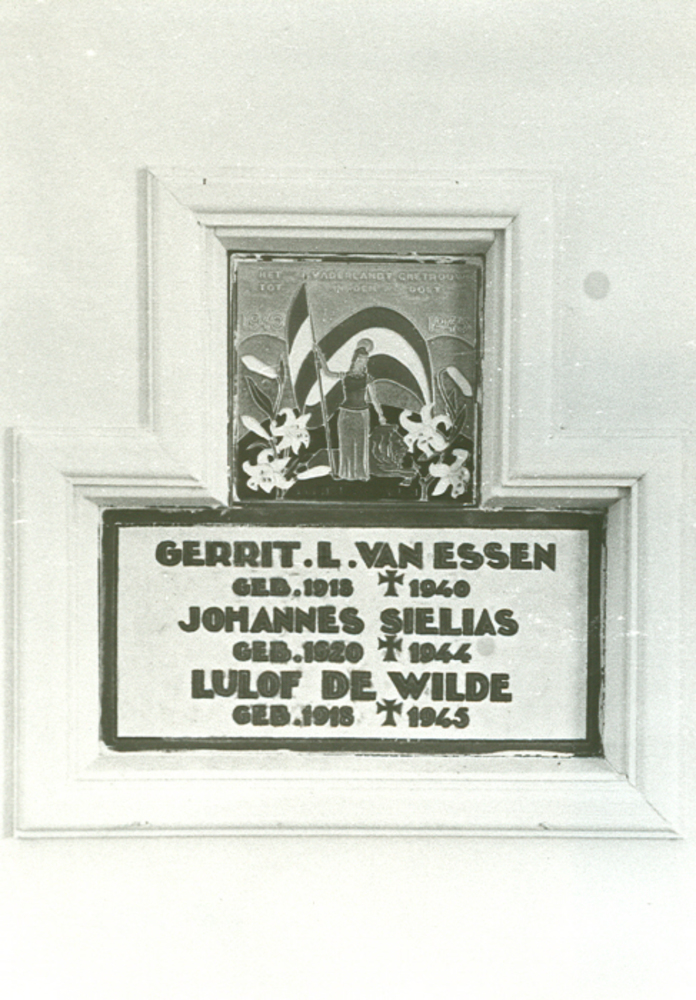 HET VADERLANDT GHETROUWE
TOT IN DEN DOET
GERRIT.L.VAN ESSEN
GEB.1918 ✝ 1940
JOHANNES SIELIAS
GEB.1920 ✝ 1944
LULOF DE WILDE
GEB.1918 ✝ 1945